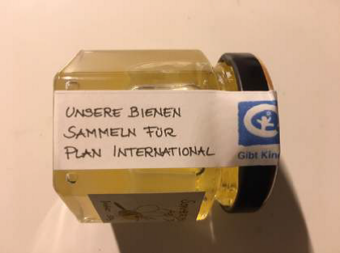 UNSERE BIENEN
SAMMELN FÜR
PLAN INTERNATIONAL
Gibt Kin